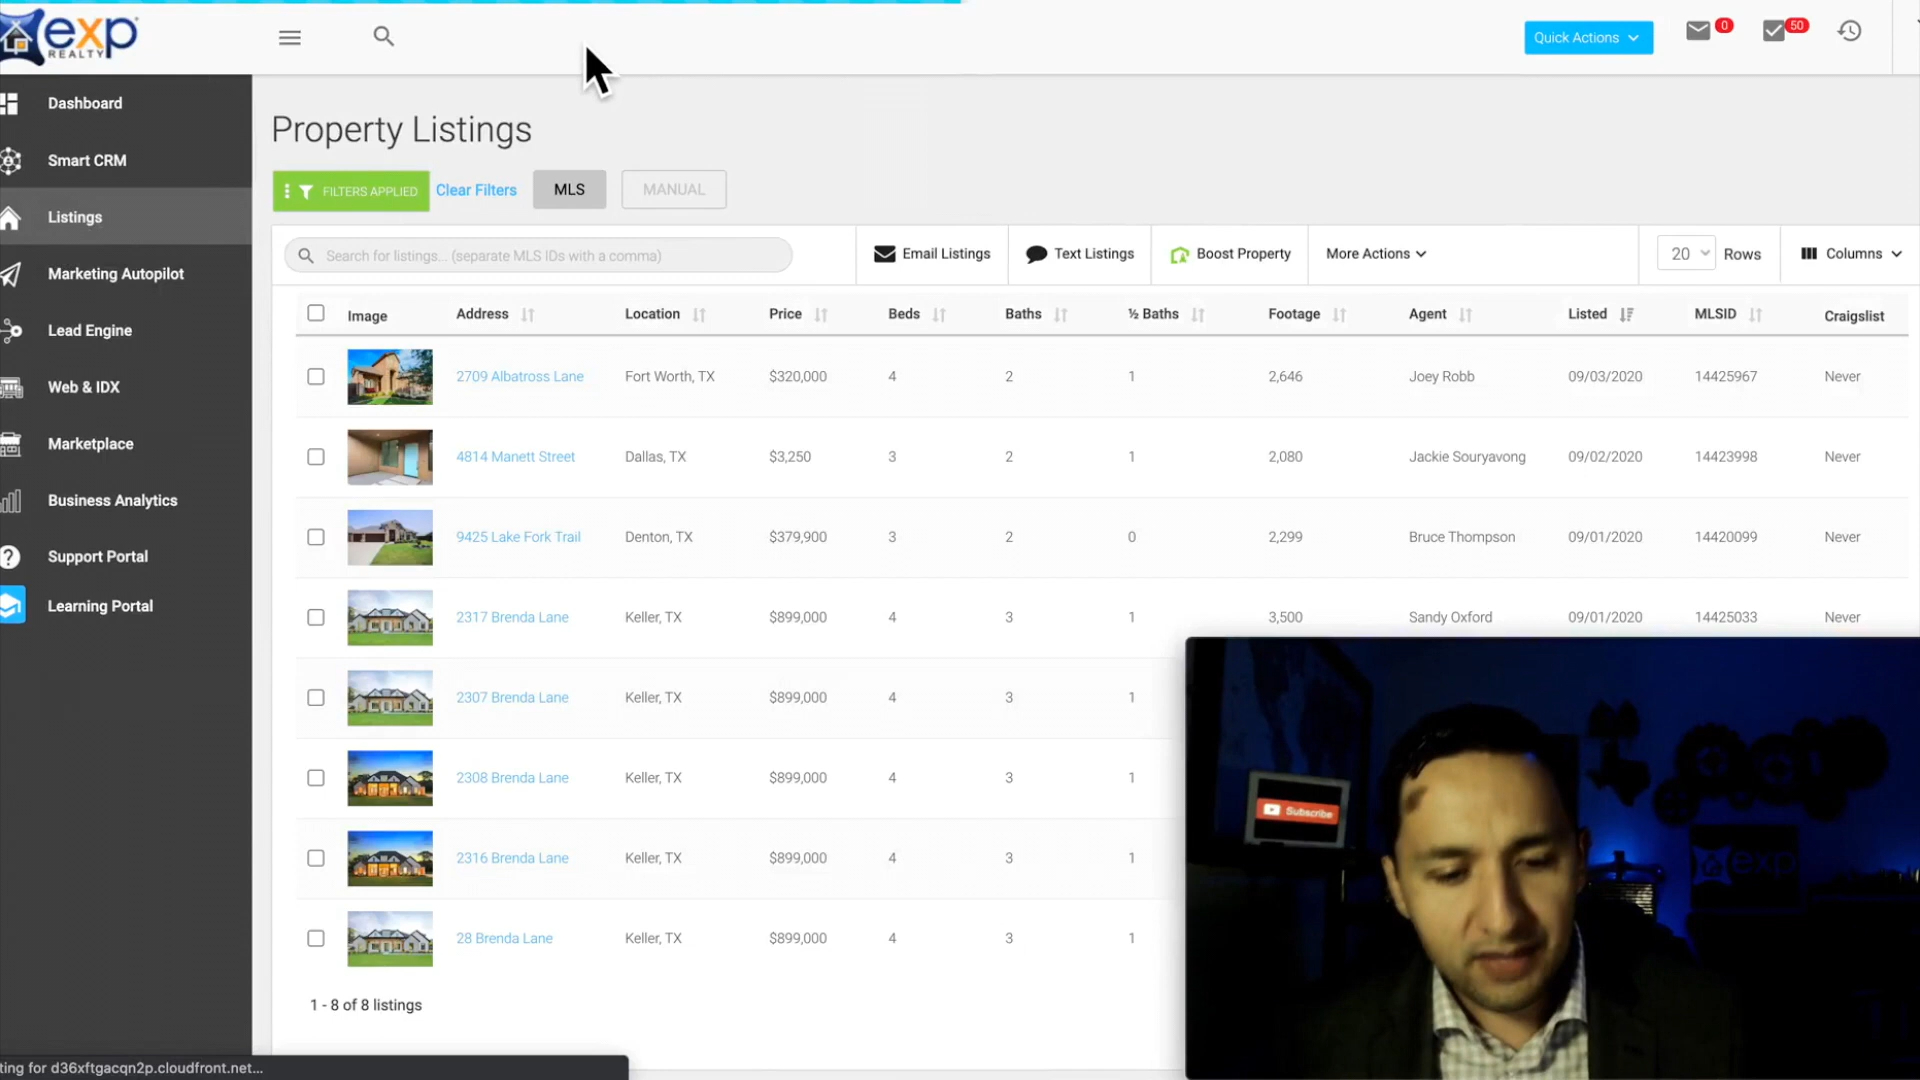 exp
REALTY
Quick Actions
0
50
Dashboard
Smart CRM
Listings
Marketing Autopilot
Lead Engine
Web & IDX
Marketplace
Business Analytics
Support Portal
Learning Portal
Property Listings
FILTERS APPLIED Clear Filters MLS MANUAL
Search for listings... (separate MLS IDs with a comma) Email Listings Text Listings Boost Property More Actions 20 Rows Columns
Image Address Location Price Beds Baths ½ Baths Footage Agent Listed MLSID Craigslist
2709 Albatross Lane Fort Worth, TX $320,000 4 2 1 2,646 Joey Robb 09/03/2020 14425967 Never
4814 Manett Street Dallas, TX $3,250 3 2 1 2,080 Jackie Souryavong 09/02/2020 14423998 Never
9425 Lake Fork Trail Denton, TX $379,900 3 2 0 2,299 Bruce Thompson 09/01/2020 14420099 Never
2317 Brenda Lane Keller, TX $899,000 4 3 1 3,500 Sandy Oxford 09/01/2020 14425033 Never
2307 Brenda Lane Keller, TX $899,000 4 3 1
2308 Brenda Lane Keller, TX $899,000 4 3 1
2316 Brenda Lane Keller, TX $899,000 4 3 1
28 Brenda Lane Keller, TX $899,000 4 3 1
1 - 8 of 8 listings
Subscribe
exp
ting for d36xftgacqn2p.cloudfront.net...